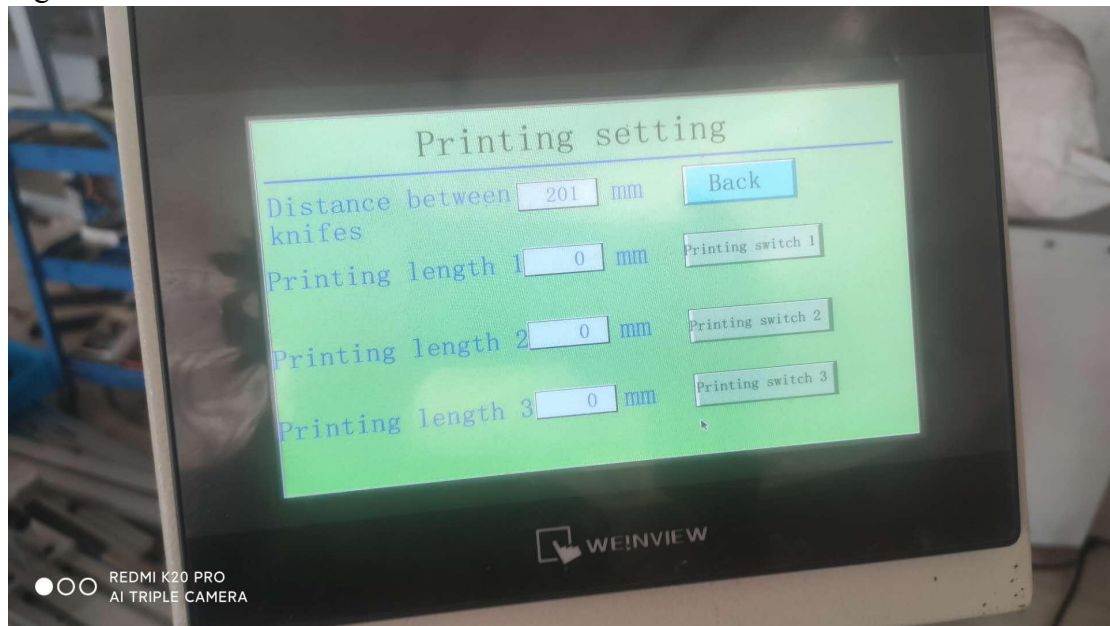 Printing setting
Distance between 201 mm Back
knifes
Printing length 1 0 mm Printing switch 1
Printing length 2 0 mm Printing switch 2
Printing length 3 0 mm Printing switch 3
WE!NVIEW
REDMI K20 PRO
AI TRIPLE CAMERA